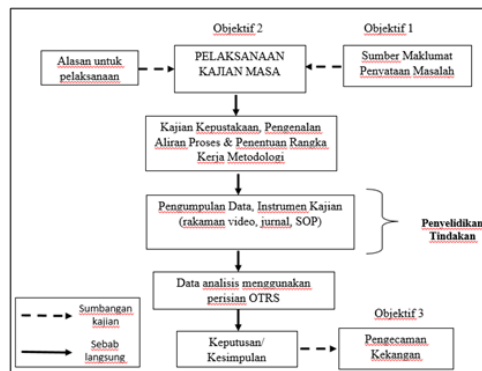 Objektif 2
Objektif 1
Alasan untuk
pelaksanaan
PELAKSANAAN
KAJIAN MASA
Sumber Maklumat
Penyataan Masalah
Kajian Kepustakaan, Pengenalan
Aliran Proses & Penentuan Rangka
Kerja Metodologi
Pengumpulan Data, Instrumen Kajian
(rakaman video, jurnal, SOP)
Penyelidikan
Tindakan
Data analisis menggunakan
perisian OTRS
Objektif 3
Keputusan/
Kesimpulan
Pengecaman
Kekangan
Sumbangan
kajian
Sebab
langsung